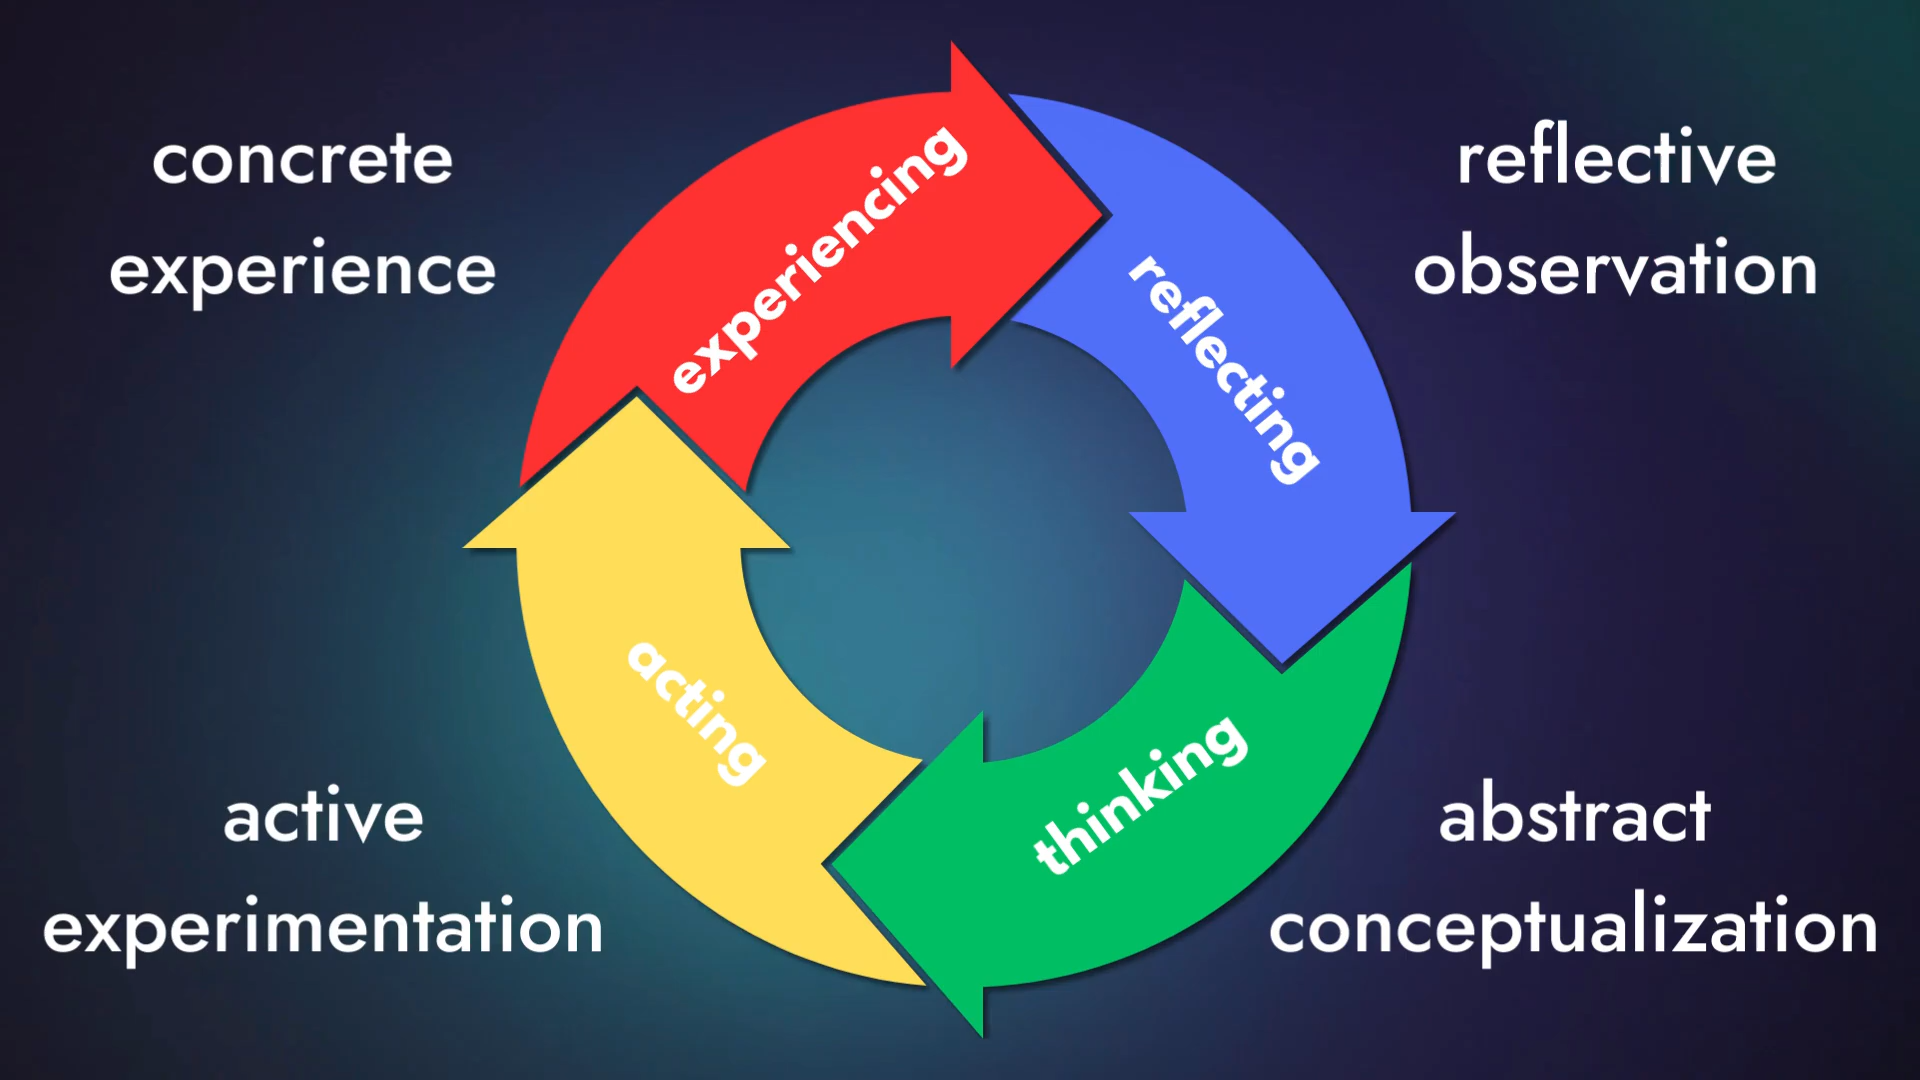 concrete
experience
experiencing
reflective
observation
reflecting
acting
thinking
active
experimentation
abstract
conceptualization